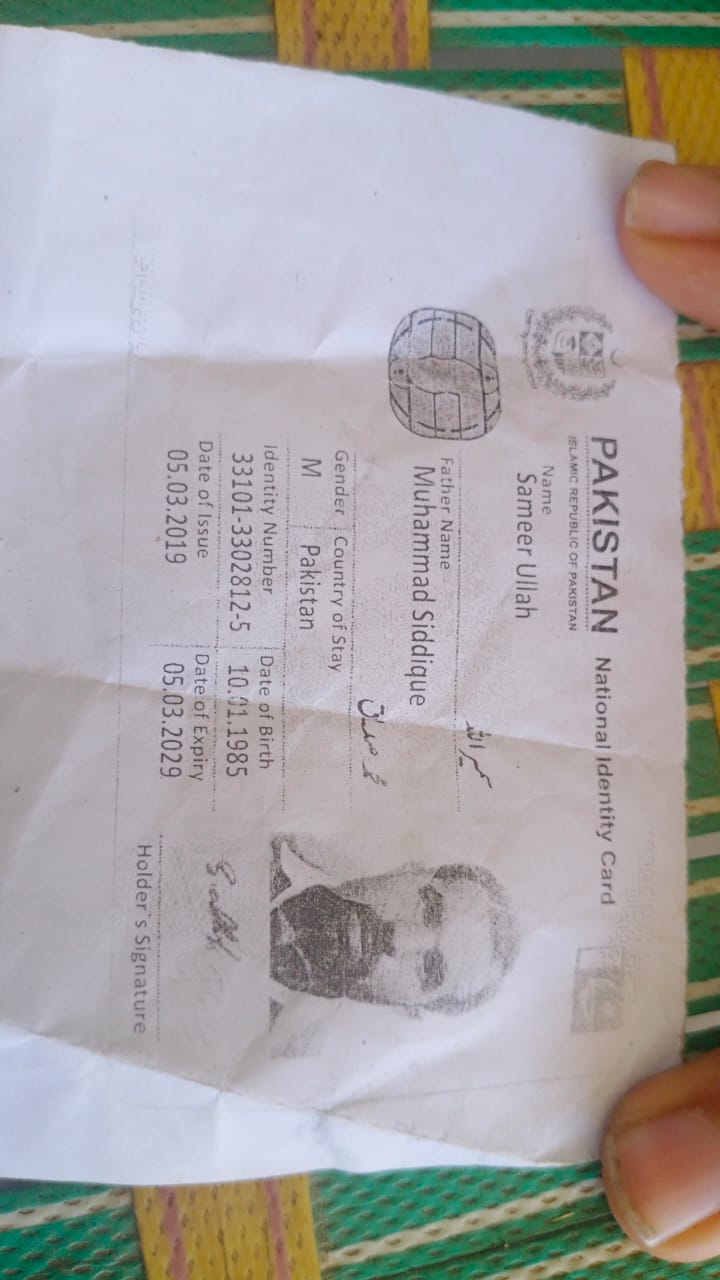 PAKISTAN National Identity Card
ISLAMIC REPUBLIC OF PAKISTAN
Name
Sameer Ullah
سمیر اللہ
Father Name
Muhammad Siddique
محمد صدیق
Gender Country of Stay
M Pakistan
Identity Number Date of Birth
33101-3302812-5 10.01.1985
Date of Issue Date of Expiry
05.03.2019 05.03.2029
Holder`s Signature